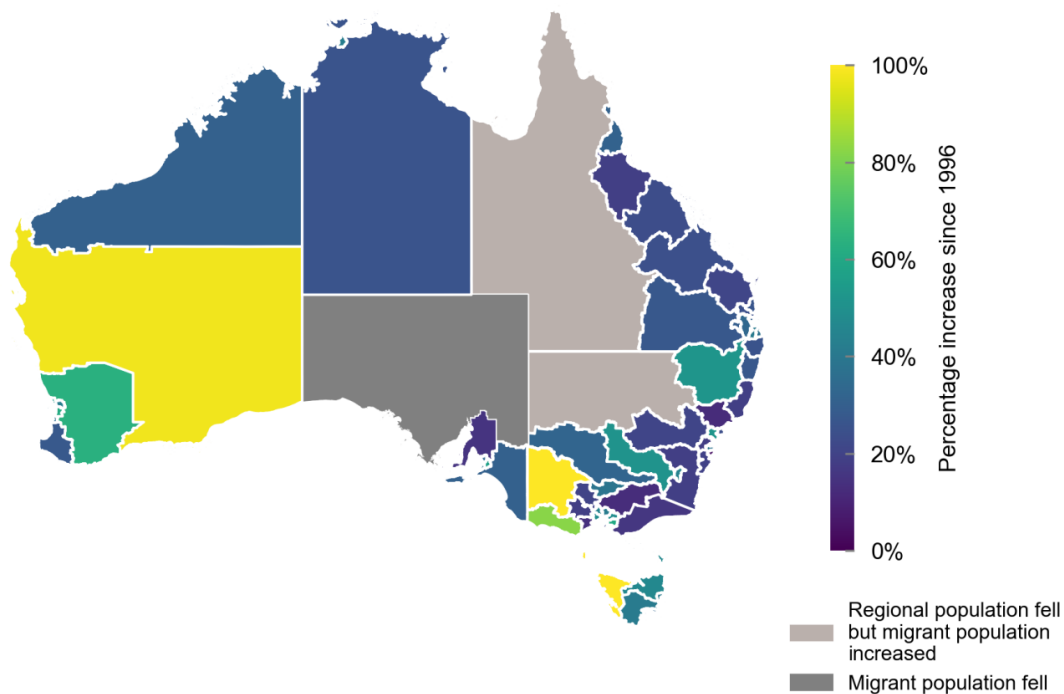 100%
80%
60%
40%
20%
0%
Percentage increase since 1996
Regional population fell
but migrant population
increased
Migrant population fell